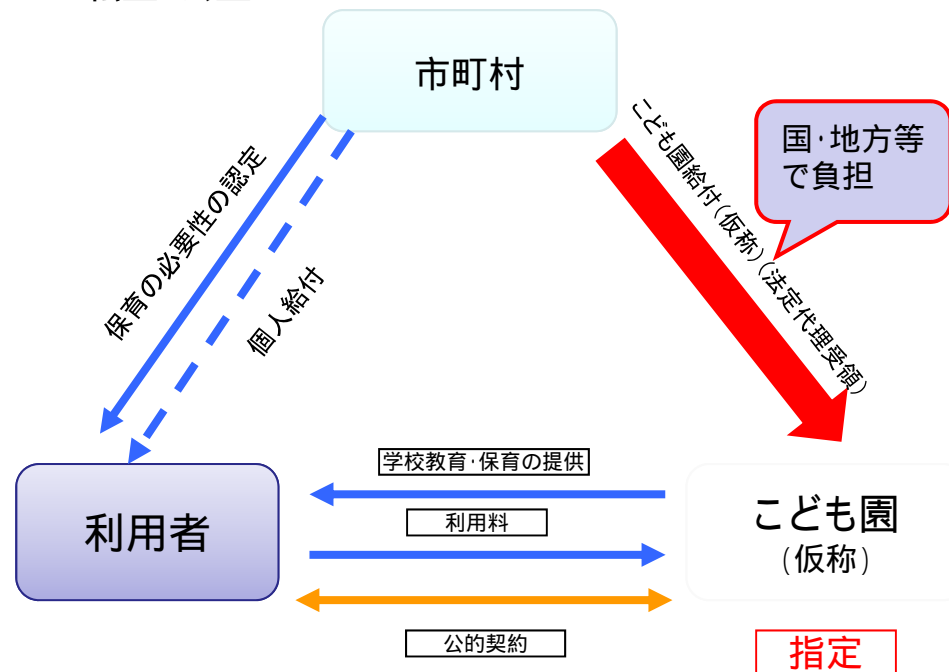 市町村
国・地方等
で負担
こども園給付(仮称)(法定代理受領)
保育の必要性の認定
個人給付
学校教育・保育の提供
利用料
利用者
こども園
(仮称)
公的契約
指定